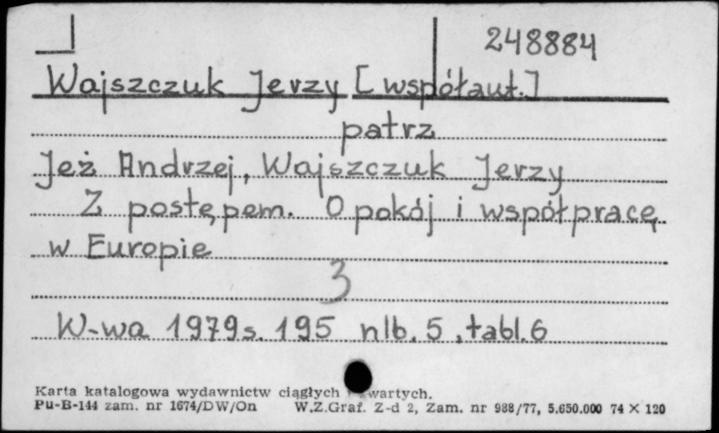 248884
Wajszczuk Jerzy [współaut.]
patrz
Jeż Andrzej, Wajszczuk Jerzy
Z postępem. O pokój i współpracę
w Europie
3
W-wa 1979 s. 195 nlb. 5, tabl. 6
Karta katalogowa wydawnictw ciągłych i zwartych.
Pu-B-144 zam. nr 1674/DW/On W.Z.Graf. Z-d 2, Zam. nr 988/77, 5.650.000 74 X 120